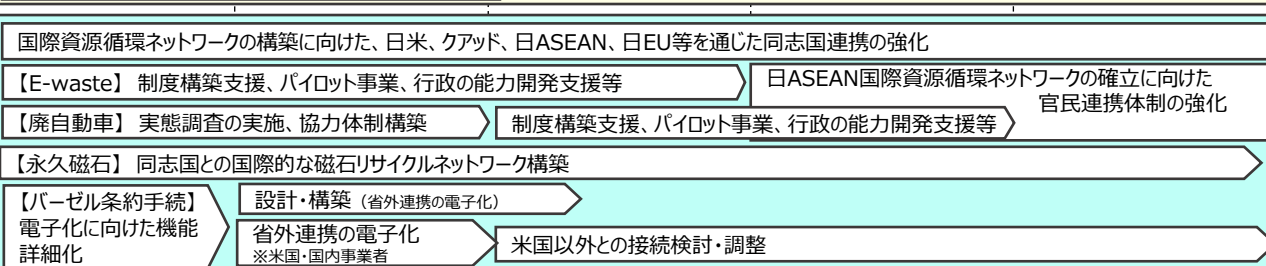 国際資源循環ネットワークの構築に向けた、日米、クアッド、日ASEAN、日EU等を通じた同志国連携の強化
【E-waste】 制度構築支援、パイロット事業、行政の能力開発支援等
日ASEAN国際資源循環ネットワークの確立に向けた
官民連携体制の強化
【廃自動車】 実態調査の実施、協力体制構築
制度構築支援、パイロット事業、行政の能力開発支援等
【永久磁石】 同志国との国際的な磁石リサイクルネットワーク構築
【バーゼル条約手続】
電子化に向けた機能
詳細化
設計・構築（省外連携の電子化）
省外連携の電子化
※米国・国内事業者
米国以外との接続検討・調整